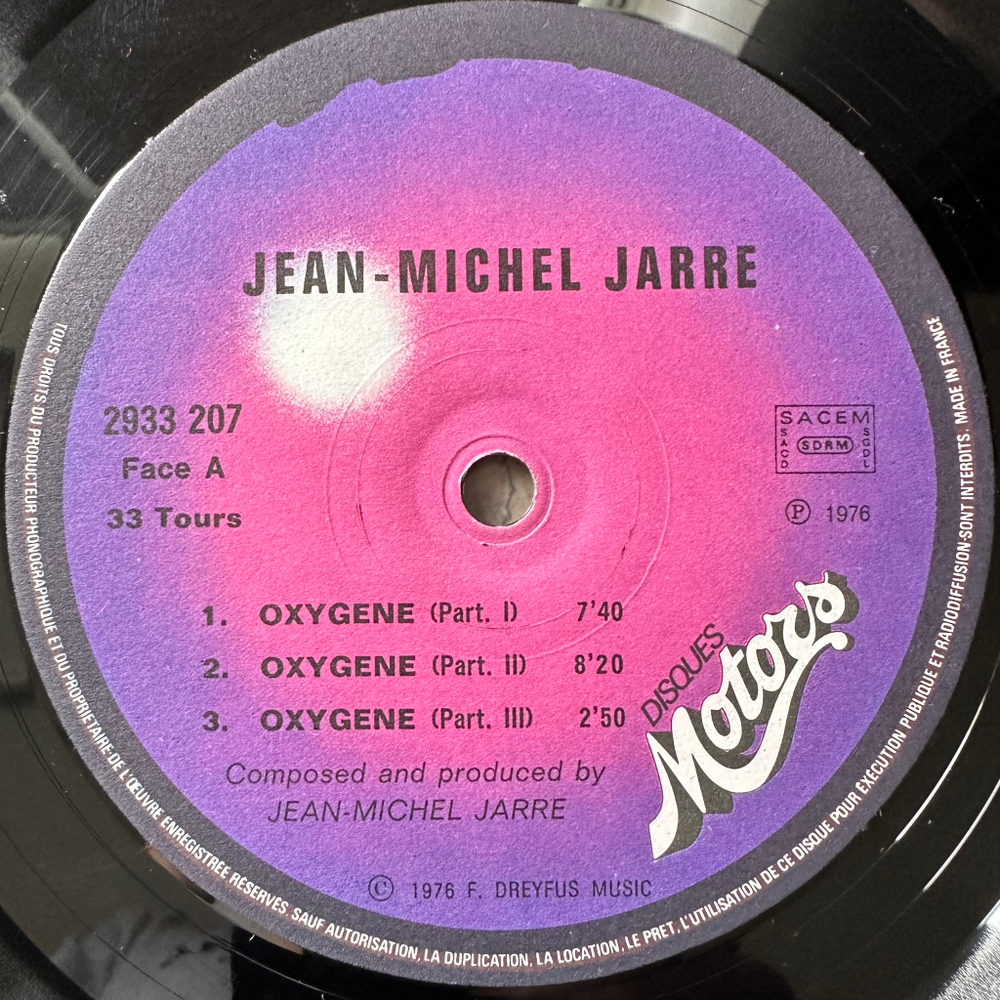 JEAN-MICHEL JARRE
2933 207
Face A
33 Tours
SACEM
SACD
SDRM
SGDL
℗ 1976
1. OXYGENE (Part. I) 7'40
2. OXYGENE (Part. II) 8'20
3. OXYGENE (Part. III) 2'50
DISQUES
Motors
Composed and produced by
JEAN-MICHEL JARRE
© 1976 F. DREYFUS MUSIC
TOUS DROITS DU PRODUCTEUR PHONOGRAPHIQUE ET DU PROPRIETAIRE-DE L'ŒUVRE ENREGISTRÉE RÉSERVÉS. SAUF AUTORISATION, LA DUPLICATION, LA LOCATION, LE PRET, L'UTILISATION DE CE DISQUE POUR EXECUTION PUBLIQUE ET RADIODIFFUSION-SONT INTERDITS. MADE IN FRANCE